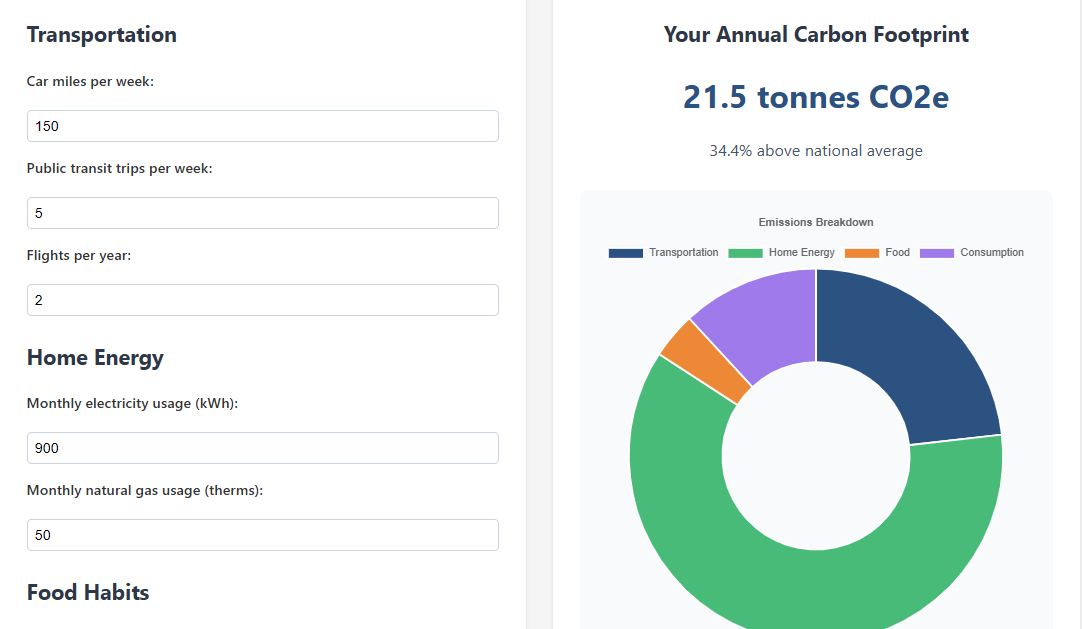 Transportation
Car miles per week:
150
Public transit trips per week:
5
Flights per year:
2
Home Energy
Monthly electricity usage (kWh):
900
Monthly natural gas usage (therms):
50
Food Habits
Your Annual Carbon Footprint
21.5 tonnes CO2e
34.4% above national average
Emissions Breakdown
Transportation Home Energy Food Consumption